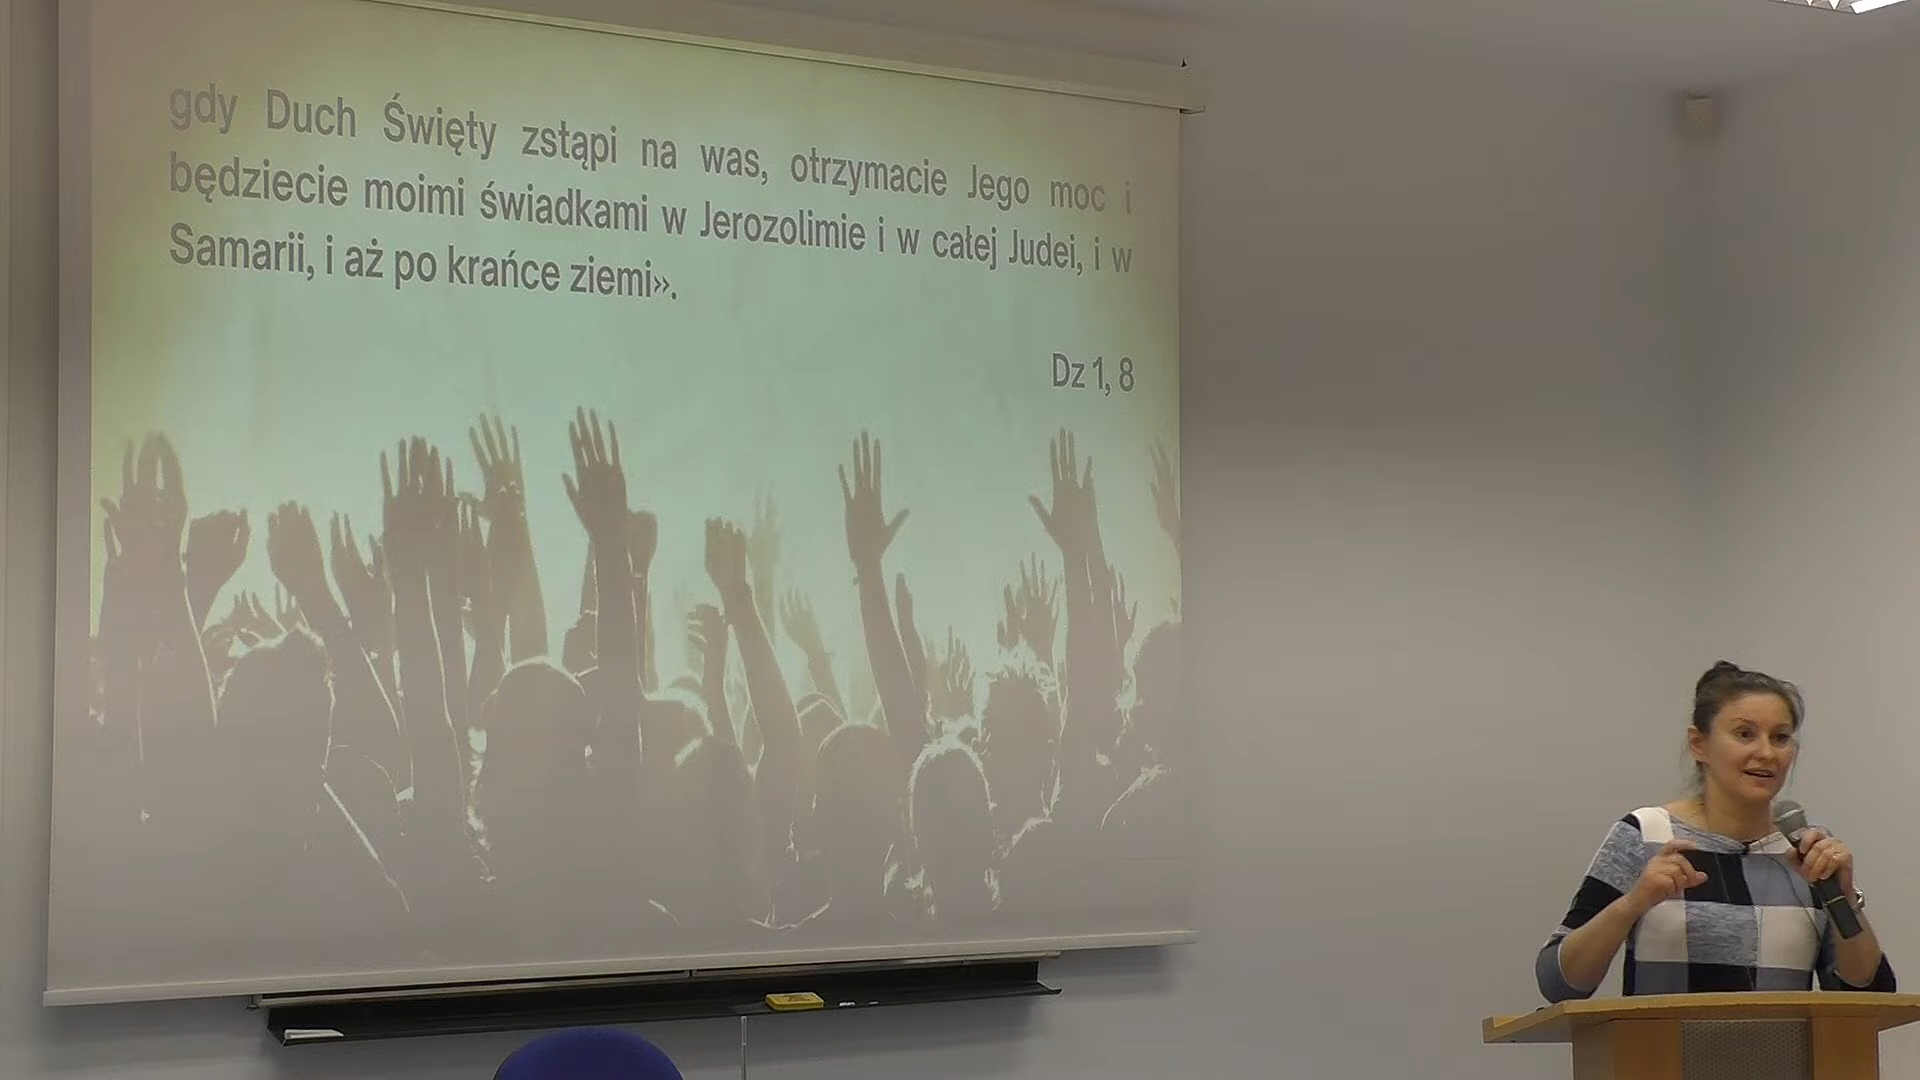 gdy Duch Święty zstąpi na was, otrzymacie Jego moc i
będziecie moimi świadkami w Jerozolimie i w całej Judei, i w
Samarii, i aż po krańce ziemi».
Dz 1, 8